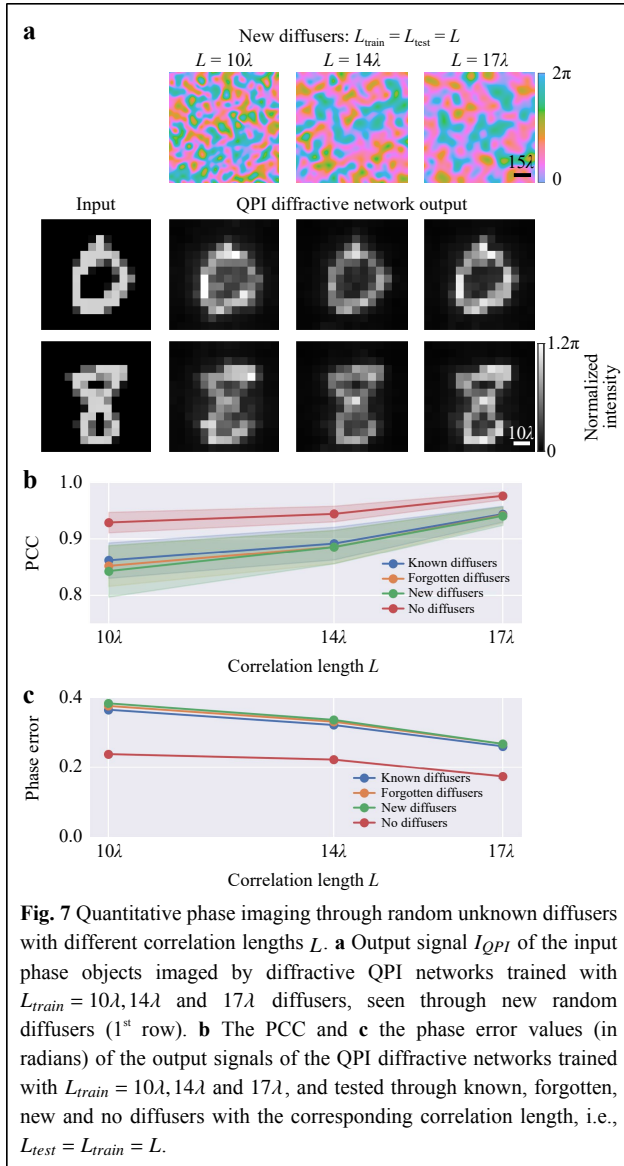 a
New diffusers: L_train = L_test = L
L = 10λ L = 14λ L = 17λ
2π
15λ
0
Input QPI diffractive network output
1.2π
Normalized
intensity
10λ
0
b
1.0
PCC
0.9
0.8
Known diffusers
Forgotten diffusers
New diffusers
No diffusers
10λ 14λ 17λ
Correlation length L
c
0.4
Phase error
0.2
0.0
Known diffusers
Forgotten diffusers
New diffusers
No diffusers
10λ 14λ 17λ
Correlation length L
Fig. 7 Quantitative phase imaging through random unknown diffusers
with different correlation lengths L. a Output signal I_QPI of the input
phase objects imaged by diffractive QPI networks trained with
L_train = 10λ, 14λ and 17λ diffusers, seen through new random
diffusers (1st row). b The PCC and c the phase error values (in
radians) of the output signals of the QPI diffractive networks trained
with L_train = 10λ, 14λ and 17λ, and tested through known, forgotten,
new and no diffusers with the corresponding correlation length, i.e.,
L_test = L_train = L.